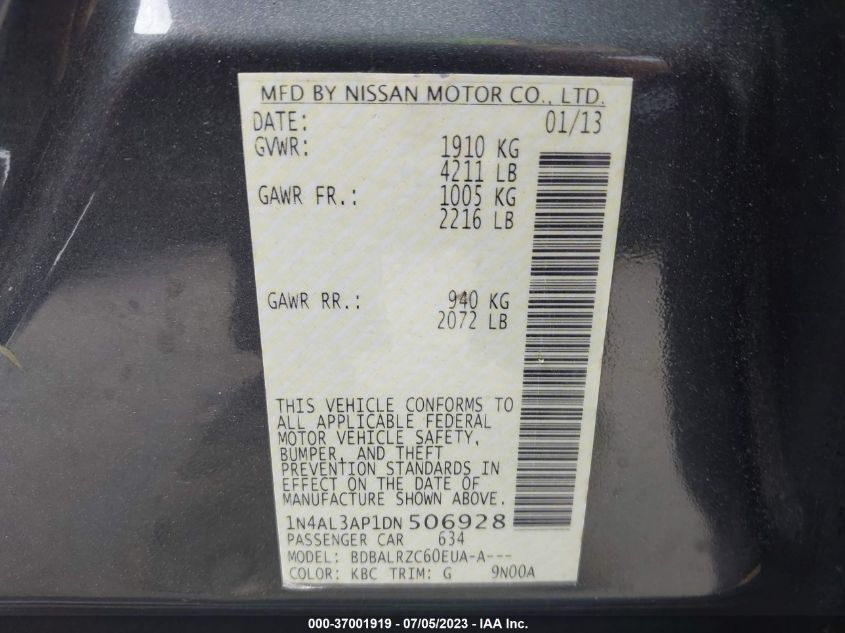 MFD BY NISSAN MOTOR CO., LTD.
DATE: 01/13
GVWR: 1910 KG
4211 LB
GAWR FR.: 1005 KG
2216 LB
GAWR RR.: 940 KG
2072 LB
THIS VEHICLE CONFORMS TO
ALL APPLICABLE FEDERAL
MOTOR VEHICLE SAFETY,
BUMPER, AND THEFT
PREVENTION STANDARDS IN
EFFECT ON THE DATE OF
MANUFACTURE SHOWN ABOVE.
1N4AL3AP1DN 506928
PASSENGER CAR 634
MODEL: BDBALRZC60EUA-A---
COLOR: KBC TRIM: G 9N00A
000-37001919 / 07/05/2023 - IAA Inc.